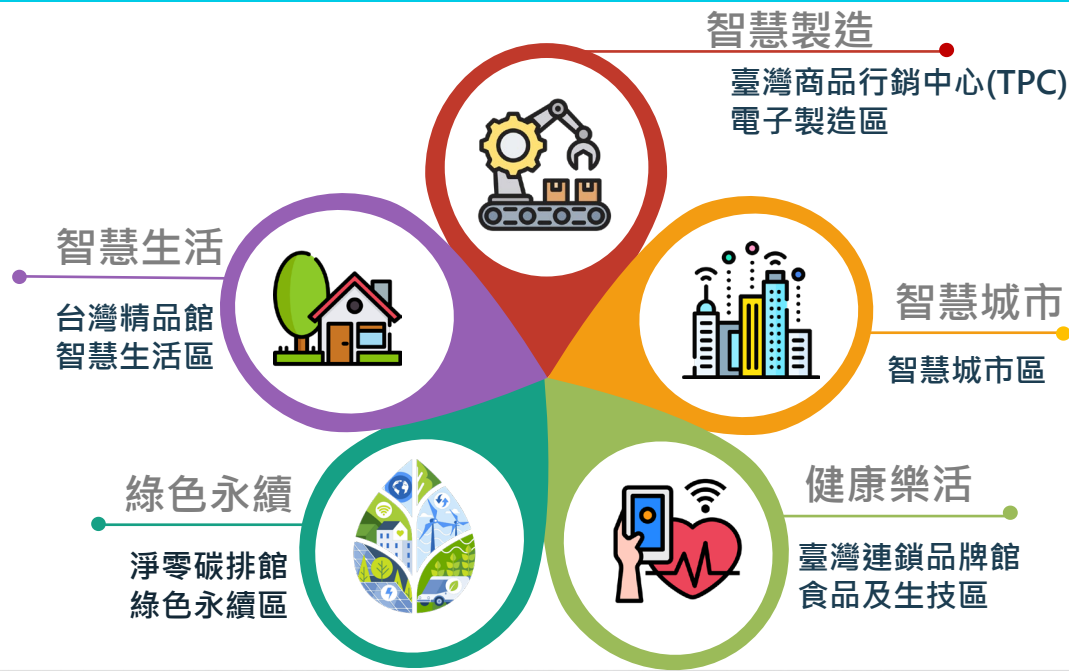 智慧製造
臺灣商品行銷中心(TPC)
電子製造區
智慧生活
台灣精品館
智慧生活區
智慧城市
智慧城市區
綠色永續
淨零碳排館
綠色永續區
健康樂活
臺灣連鎖品牌館
食品及生技區